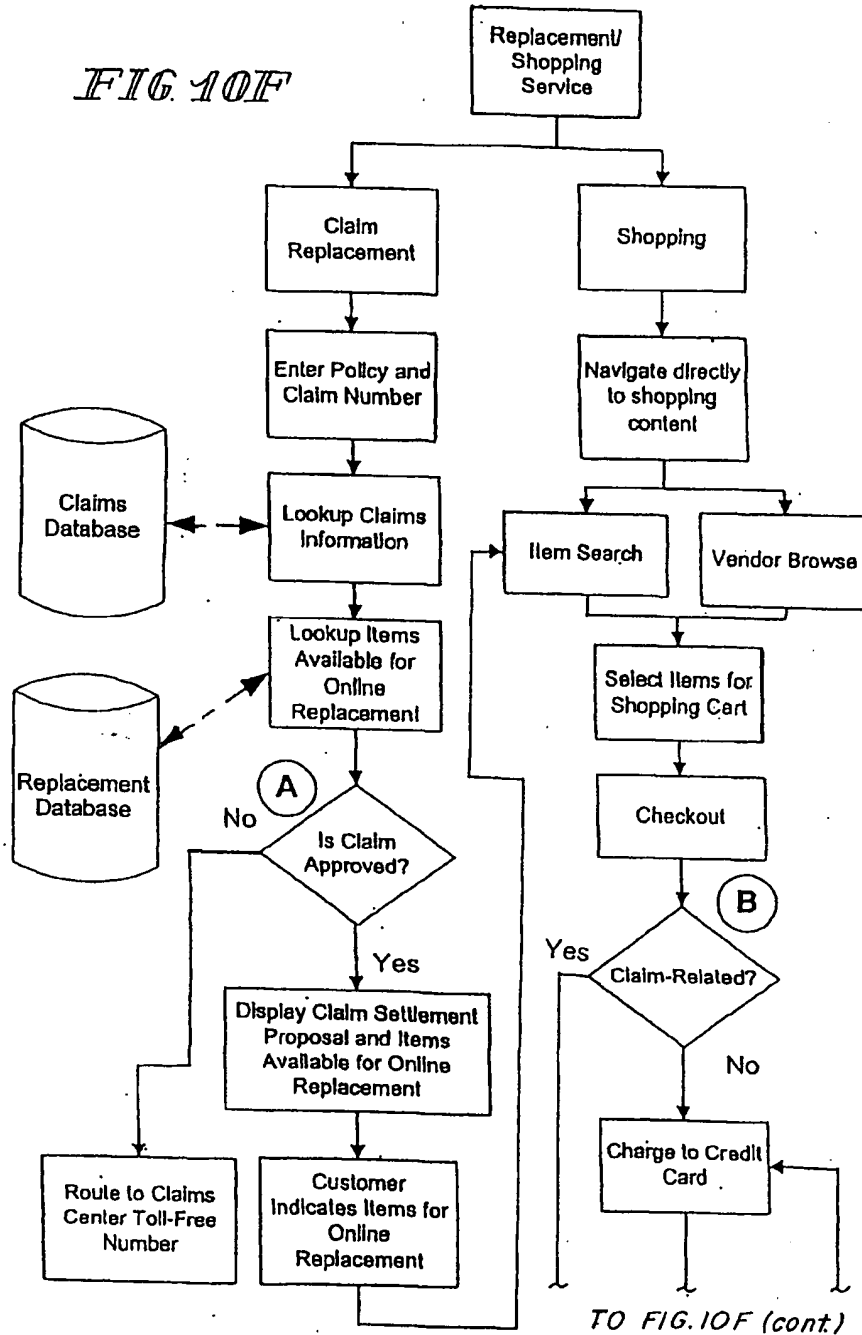 FIG. 10F
Replacement/
Shopping
Service
Claim
Replacement
Shopping
Enter Policy and
Claim Number
Navigate directly
to shopping
content
Claims
Database
Lookup Claims
Information
Item Search
Vendor Browse
Lookup Items
Available for
Online
Replacement
Select Items for
Shopping Cart
Replacement
Database
A
No
Is Claim
Approved?
Checkout
B
Yes
Yes
Claim-Related?
Display Claim Settlement
Proposal and Items
Available for Online
Replacement
No
Route to Claims
Center Toll-Free
Number
Customer
Indicates Items for
Online
Replacement
Charge to Credit
Card
TO FIG. 10F (cont.)